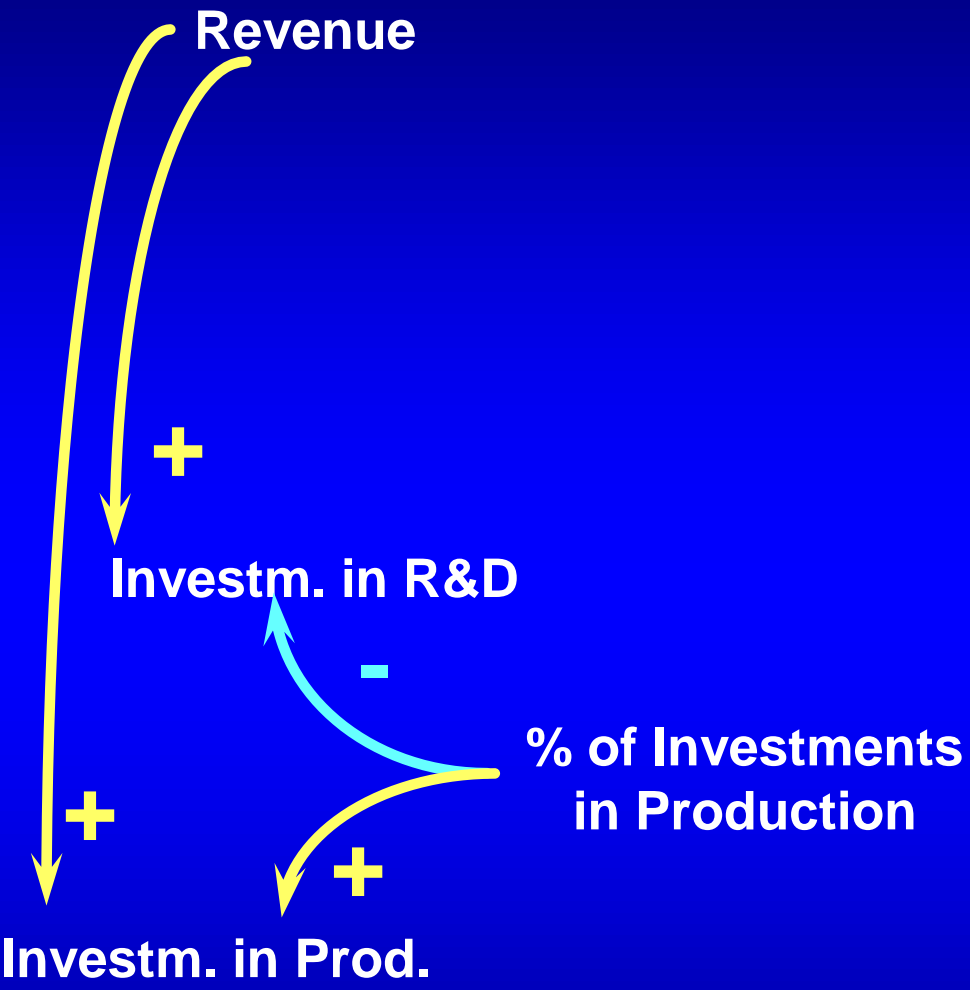 Revenue
+
Investm. in R&D
-
% of Investments
in Production
+
+
Investm. in Prod.